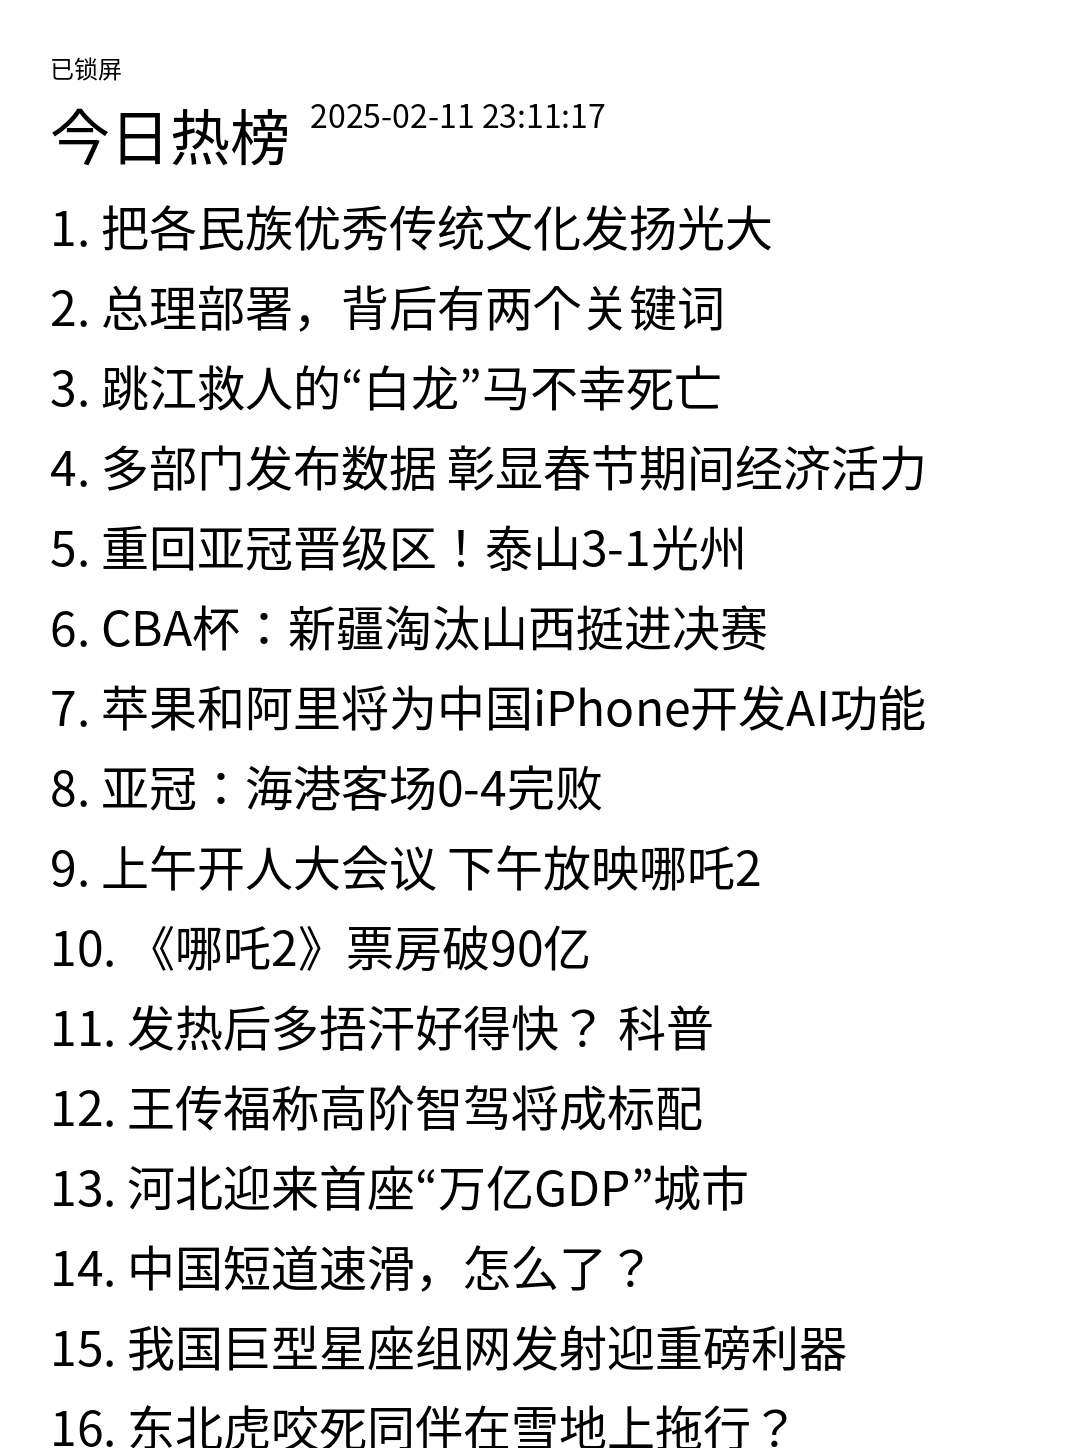 已锁屏
今日热榜 2025-02-11 23:11:17
1. 把各民族优秀传统文化发扬光大
2. 总理部署，背后有两个关键词
3. 跳江救人的“白龙”马不幸死亡
4. 多部门发布数据 彰显春节期间经济活力
5. 重回亚冠晋级区！泰山3-1光州
6. CBA杯：新疆淘汰山西挺进决赛
7. 苹果和阿里将为中国iPhone开发AI功能
8. 亚冠：海港客场0-4完败
9. 上午开人大会议 下午放映哪吒2
10. 《哪吒2》票房破90亿
11. 发热后多捂汗好得快？ 科普
12. 王传福称高阶智驾将成标配
13. 河北迎来首座“万亿GDP”城市
14. 中国短道速滑，怎么了？
15. 我国巨型星座组网发射迎重磅利器
16. 东北虎咬死同伴在雪地上拖行？